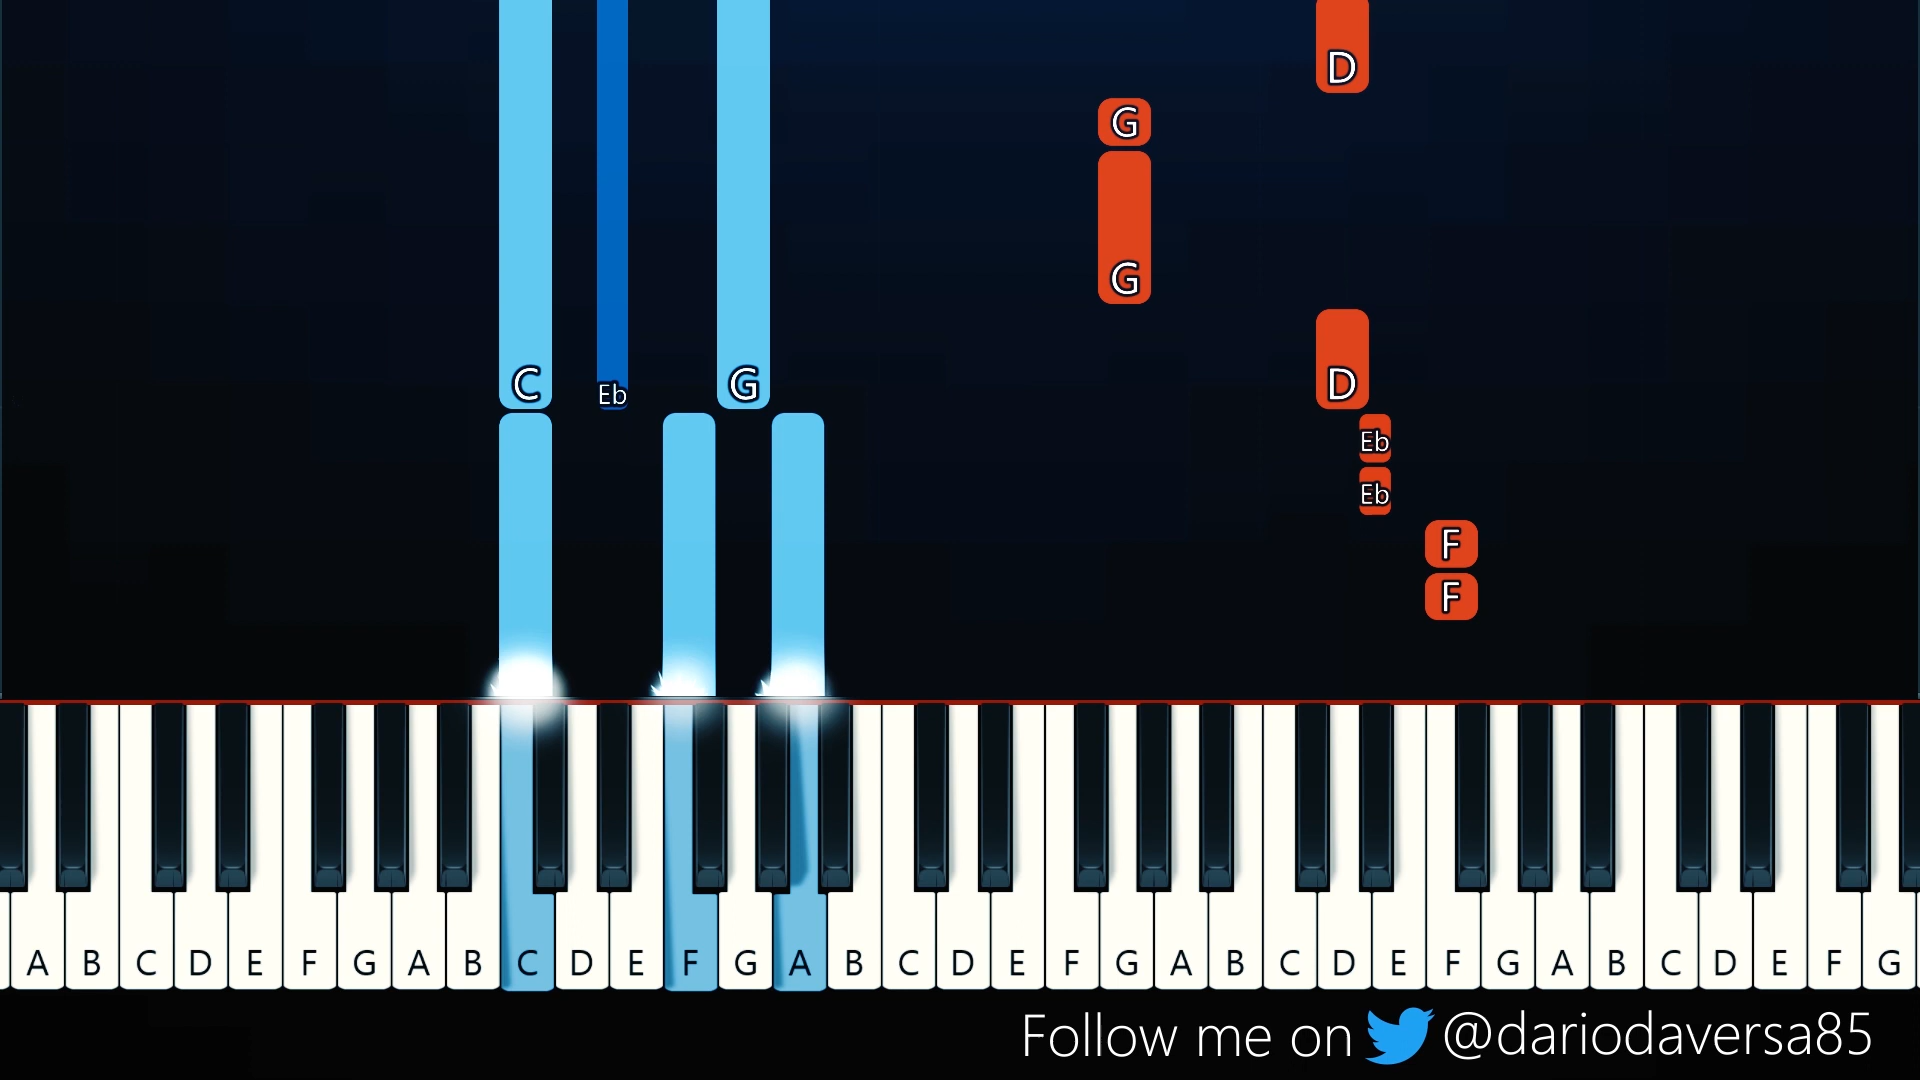 D
G
G
C Eb G D
Eb
Eb
F
F
A B C D E F G A B C D E F G A B C D E F G A B C D E F G A B C D E F G
Follow me on @dariodaversa85